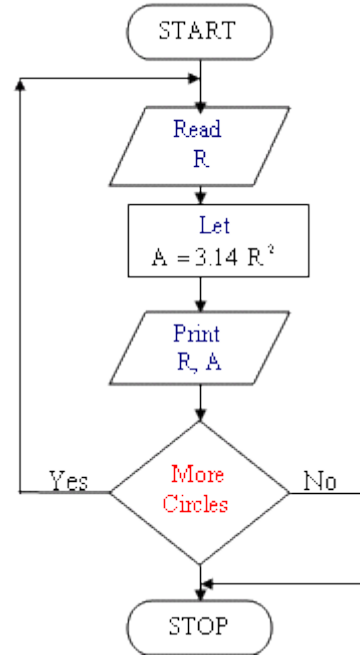 START
Read
R
Let
A = 3.14 R²
Print
R, A
More
Circles
Yes
No
STOP